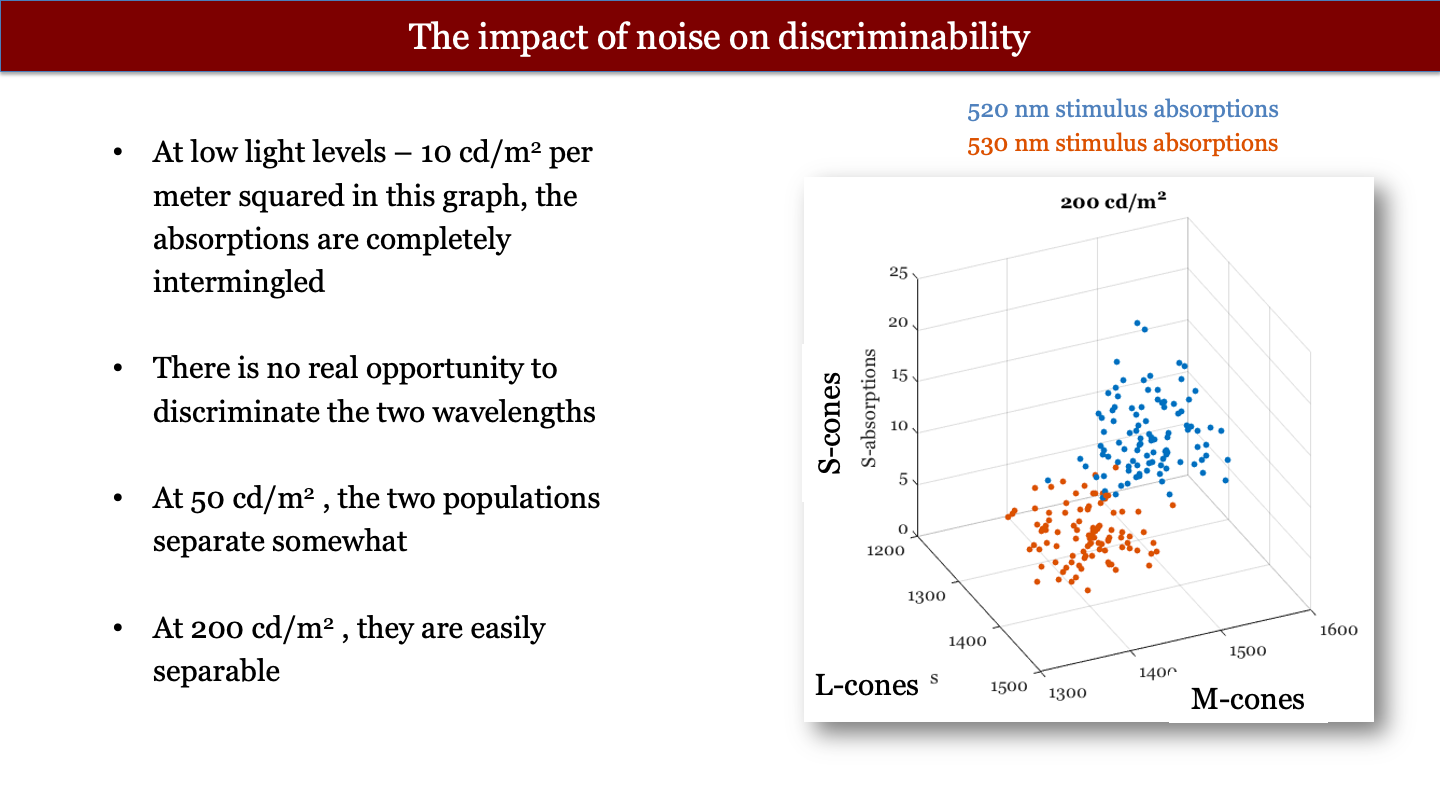 The impact of noise on discriminability
• At low light levels – 10 cd/m² per
meter squared in this graph, the
absorptions are completely
intermingled
• There is no real opportunity to
discriminate the two wavelengths
• At 50 cd/m² , the two populations
separate somewhat
• At 200 cd/m² , they are easily
separable
520 nm stimulus absorptions
530 nm stimulus absorptions
200 cd/m²
25
20
15
10
5
0
S-cones
S-absorptions
1200
1300
1400
1500
L-cones s
1300
1400
1500
1600
M-cones